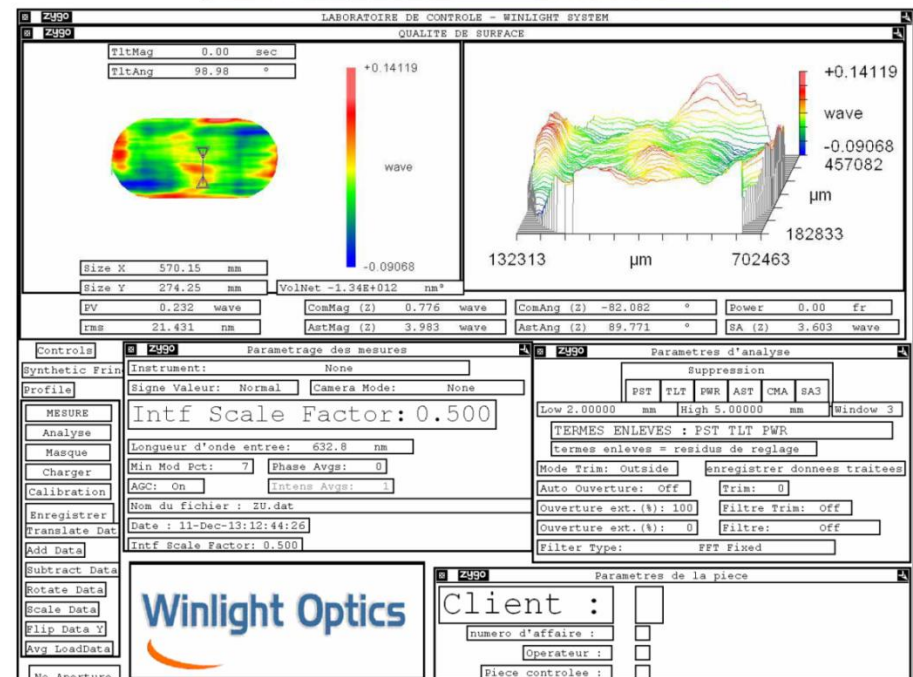 zygo LABORATOIRE DE CONTROLE - WINLIGHT SYSTEM
zygo QUALITE DE SURFACE
TltMag 0.00 sec
TltAng 98.98 °
+0.14119
wave
-0.09068
+0.14119
wave
-0.09068
457082
µm
182833
132313 µm 702463
Size X 570.15 mm
Size Y 274.25 mm VolNet -1.34E+012 nm³
PV 0.232 wave ComMag (Z) 0.776 wave ComAng (Z) -82.082 ° Power 0.00 fr
rms 21.431 nm AstMag (Z) 3.983 wave AstAng (Z) 89.771 ° SA (Z) 3.603 wave
Controls
Synthetic Frin
Profile
MESURE
Analyse
Masque
Charger
Calibration
Enregistrer
Translate Dat
Add Data
Subtract Data
Rotate Data
Scale Data
Flip Data Y
Avg LoadData
No Aperture
zygo Parametrage des mesures
Instrument: None
Signe Valeur: Normal Camera Mode: None
Intf Scale Factor: 0.500
Longueur d'onde entree: 632.8 nm
Min Mod Pct: 7 Phase Avgs: 0
AGC: On Intens Avgs: 1
Nom du fichier : ZU.dat
Date : 11-Dec-13:12:44:26
Intf Scale Factor: 0.500
zygo Parametres d'analyse
Suppression
PST TLT PWR AST CMA SA3
Low 2.00000 mm High 5.00000 mm Window 3
TERMES ENLEVES : PST TLT PWR
termes enleves = residus de reglage
Mode Trim: Outside enregistrer donnees traitees
Auto Ouverture: Off Trim: 0
Ouverture ext.(%): 100 Filtre Trim: Off
Ouverture ext.(%): 0 Filtre: Off
Filter Type: FFT Fixed
Winlight Optics
zygo Parametres de la piece
Client :
numero d'affaire :
Operateur :
Piece controlee :